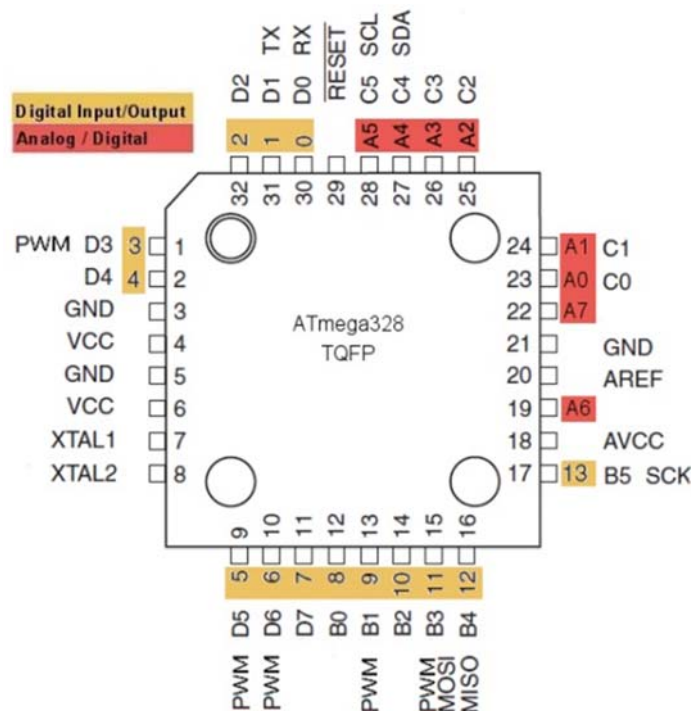 Digital Input/Output
Analog / Digital
D2
D1 TX
D0 RX
RESET
C5 SCL
C4 SDA
C3
C2
2 1 0 A5 A4 A3 A2
32 31 30 29 28 27 26 25
PWM D3 3 1
D4 4 2
GND 3
VCC 4
GND 5
VCC 6
XTAL1 7
XTAL2 8
ATmega328
TQFP
24 A1 C1
23 A0 C0
22 A7
21 GND
20 AREF
19 A6
18 AVCC
17 13 B5 SCK
9 10 11 12 13 14 15 16
5 6 7 8 9 10 11 12
PWM D5
PWM D6
D7
B0
PWM B1
B2
PWM MOSI B3
MISO B4